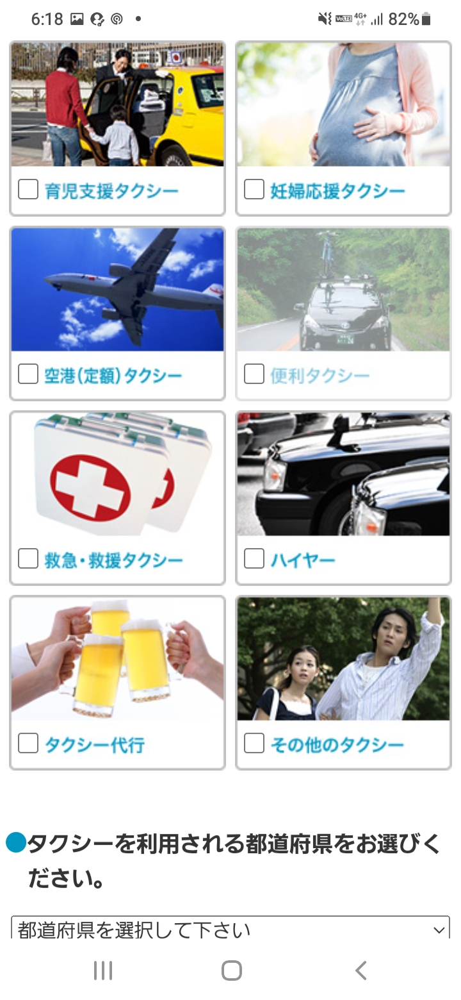 6:18
VoLTE 4G+ 82%
育児支援タクシー
妊婦応援タクシー
空港(定額)タクシー
便利タクシー
救急・救援タクシー
ハイヤー
タクシー代行
その他のタクシー
●タクシーを利用される都道府県をお選びく
ださい。
都道府県を選択して下さい